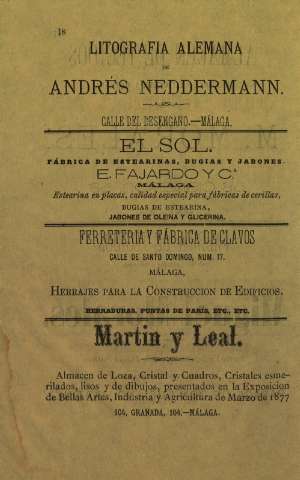 18
LITOGRAFIA ALEMANA
DE
ANDRÉS NEDDERMANN.
CALLE DEL DESENGAÑO.—MÁLAGA.
EL SOL.
FÁBRICA DE ESTEARINAS, BUGIAS Y JABONES.
E. FAJARDO Y C.ª
MÁLAGA
Estearina en placas, calidad especial para fábricas de cerillas,
BUGIAS DE ESTEARINA,
JABONES DE OLEINA Y GLICERINA.
FERRETERIA Y FÁBRICA DE CLAVOS
CALLE DE SANTO DOMINGO, NUM. 17.
MÁLAGA,
HERRAJES PARA LA CONSTRUCCION DE EDIFICIOS.
HERRADURAS, PUNTAS DE PARÍS, ETC., ETC.
Martin y Leal.
Almacen de Loza, Cristal y Cuadros, Cristales esme-
rilados, lisos y de dibujos, presentados en la Exposicion
de Bellas Artes, Industria y Agricultura de Marzo de 1877
104, GRANADA, 104.—MÁLAGA.